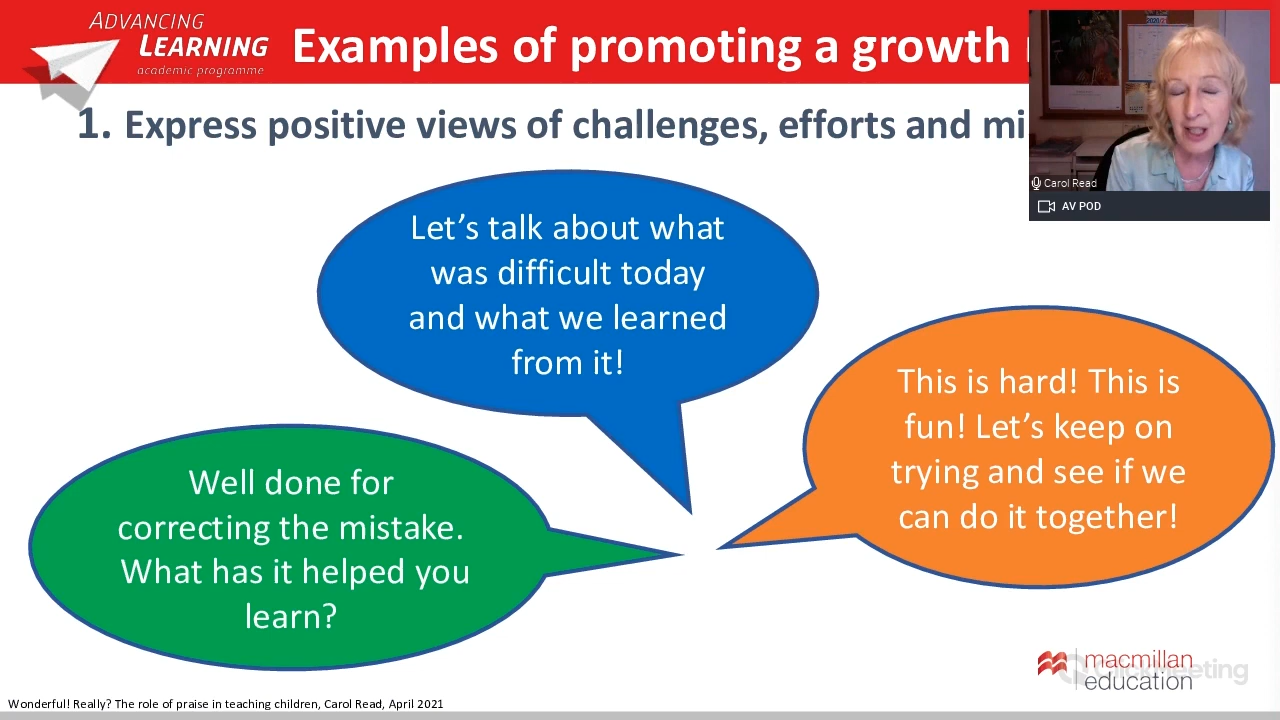 ADVANCING
LEARNING
academic programme
Examples of promoting a growth
1. Express positive views of challenges, efforts and mi
2020/2
Carol Read
AV POD
Let's talk about what
was difficult today
and what we learned
from it!
This is hard! This is
fun! Let's keep on
trying and see if we
can do it together!
Well done for
correcting the mistake.
What has it helped you
learn?
macmillan
education
ClickMeeting
Wonderful! Really? The role of praise in teaching children, Carol Read, April 2021